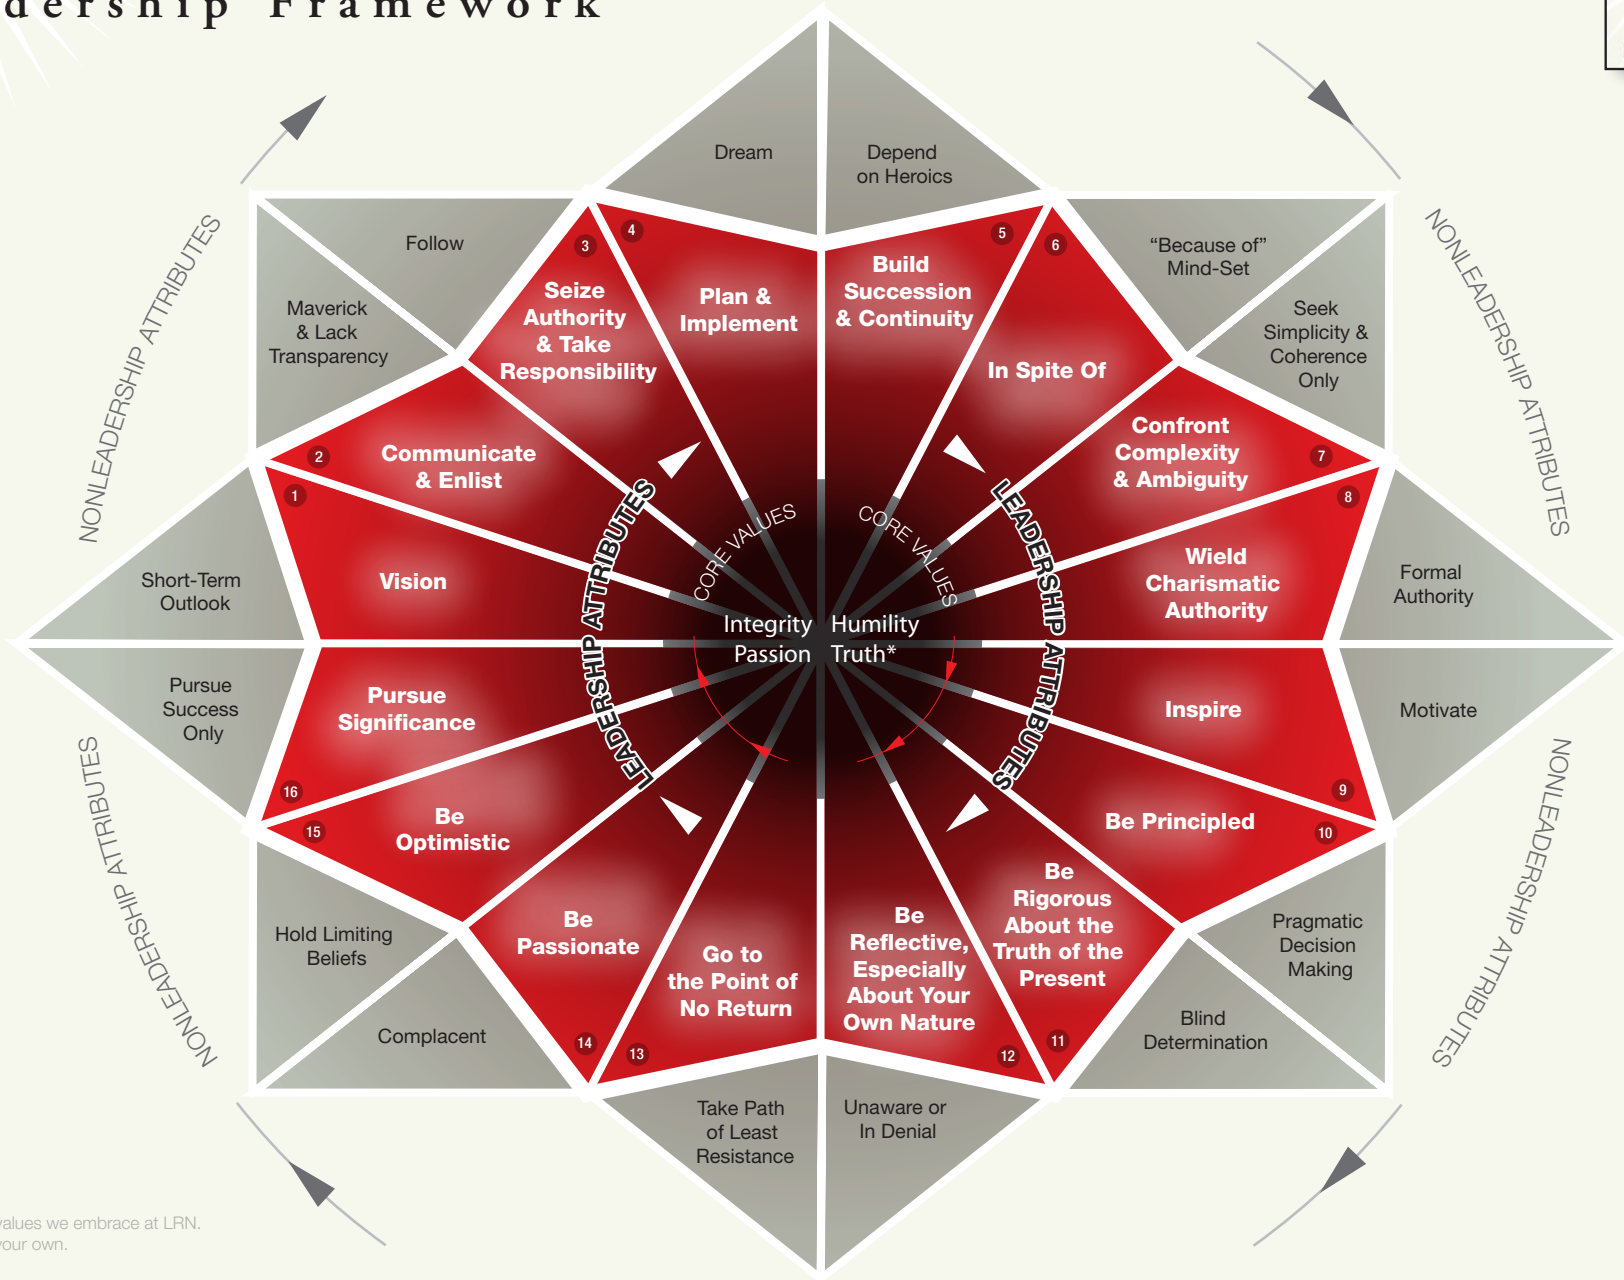 dership Framework
Dream
Depend
on Heroics
Follow
Maverick
& Lack
Transparency
"Because of"
Mind-Set
Seek
Simplicity &
Coherence
Only
NONLEADERSHIP ATTRIBUTES
NONLEADERSHIP ATTRIBUTES
3
Seize
Authority
& Take
Responsibility
4
Plan &
Implement
5
Build
Succession
& Continuity
6
In Spite Of
2
Communicate
& Enlist
7
Confront
Complexity
& Ambiguity
1
Vision
8
Wield
Charismatic
Authority
Short-Term
Outlook
Formal
Authority
LEADERSHIP ATTRIBUTES
CORE VALUES
CORE VALUES
LEADERSHIP ATTRIBUTES
Integrity
Humility
Passion
Truth*
Pursue
Success
Only
Pursue
Significance
16
Inspire
9
Motivate
15
Be
Optimistic
Be Principled
10
14
Be
Passionate
13
Go to
the Point of
No Return
12
Be
Reflective,
Especially
About Your
Own Nature
11
Be
Rigorous
About the
Truth of the
Present
Hold Limiting
Beliefs
Complacent
Pragmatic
Decision
Making
Blind
Determination
Take Path
of Least
Resistance
Unaware or
In Denial
NONLEADERSHIP ATTRIBUTES
NONLEADERSHIP ATTRIBUTES
values we embrace at LRN.
your own.